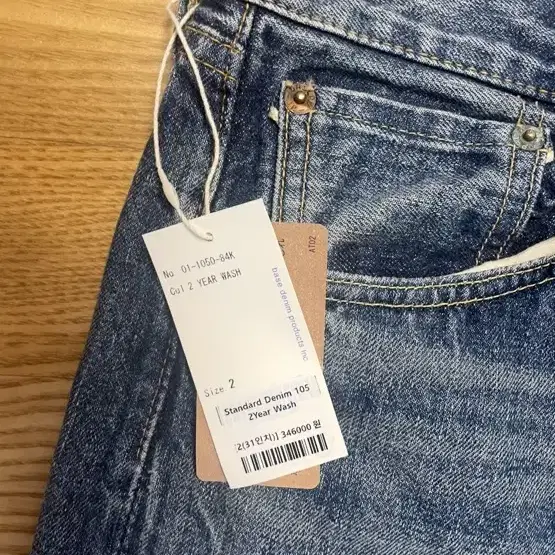 No 01-1050-84K
Col 2 YEAR WASH
base denim products inc
Size 2
Standard Denim 105
2Year Wash
[2(31인치)] 346000 원
AT02